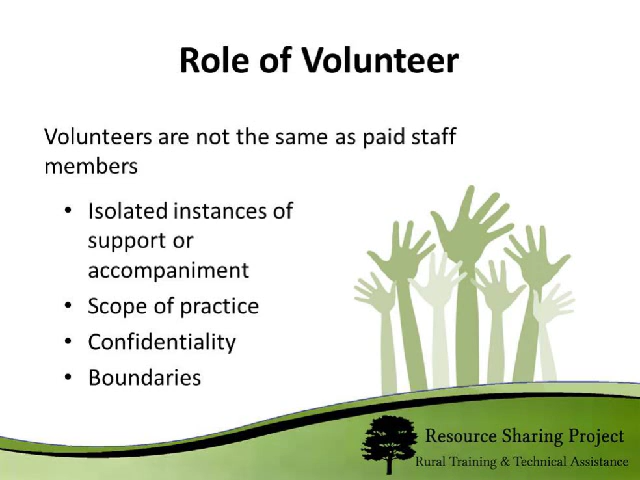 Role of Volunteer
Volunteers are not the same as paid staff
members
• Isolated instances of
support or
accompaniment
• Scope of practice
• Confidentiality
• Boundaries
Resource Sharing Project
Rural Training & Technical Assistance